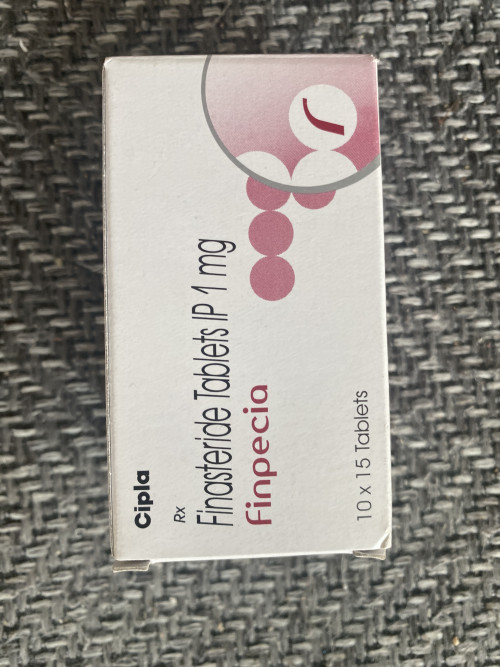 Cipla
Rx
Finasteride Tablets IP 1 mg
Finpecia
10 x 15 Tablets